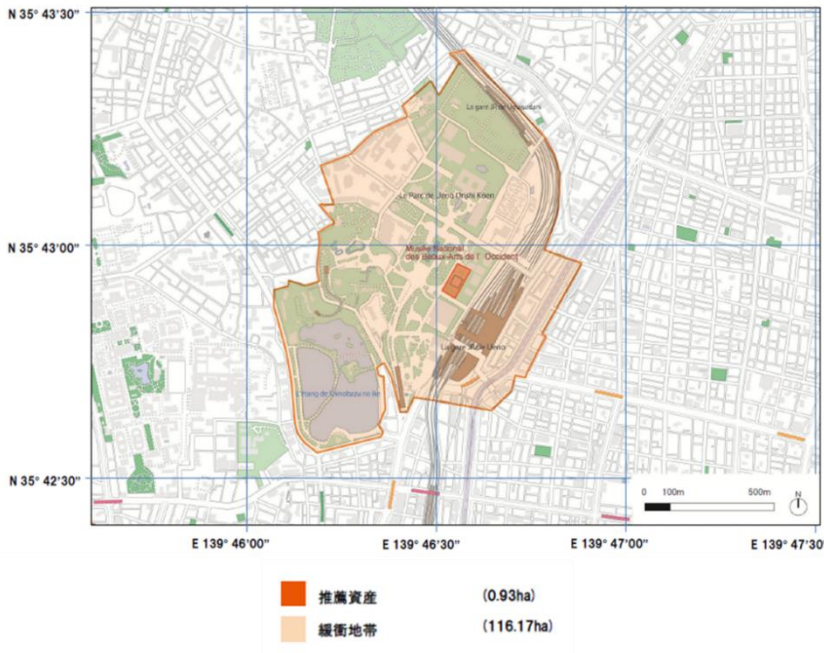 N 35° 43'30"
La gare JR de Uguisudani
Le Parc de Ueno Onshi Koen
N 35° 43'00"
Musée National
des Beaux-Arts de l' Occident
La gare JR de Ueno
L'étang de Shinobazu no ike
N 35° 42'30"
0 100m 500m
N
E 139° 46'00" E 139° 46'30" E 139° 47'00" E 139° 47'30"
推薦資産 (0.93ha)
緩衝地帯 (116.17ha)